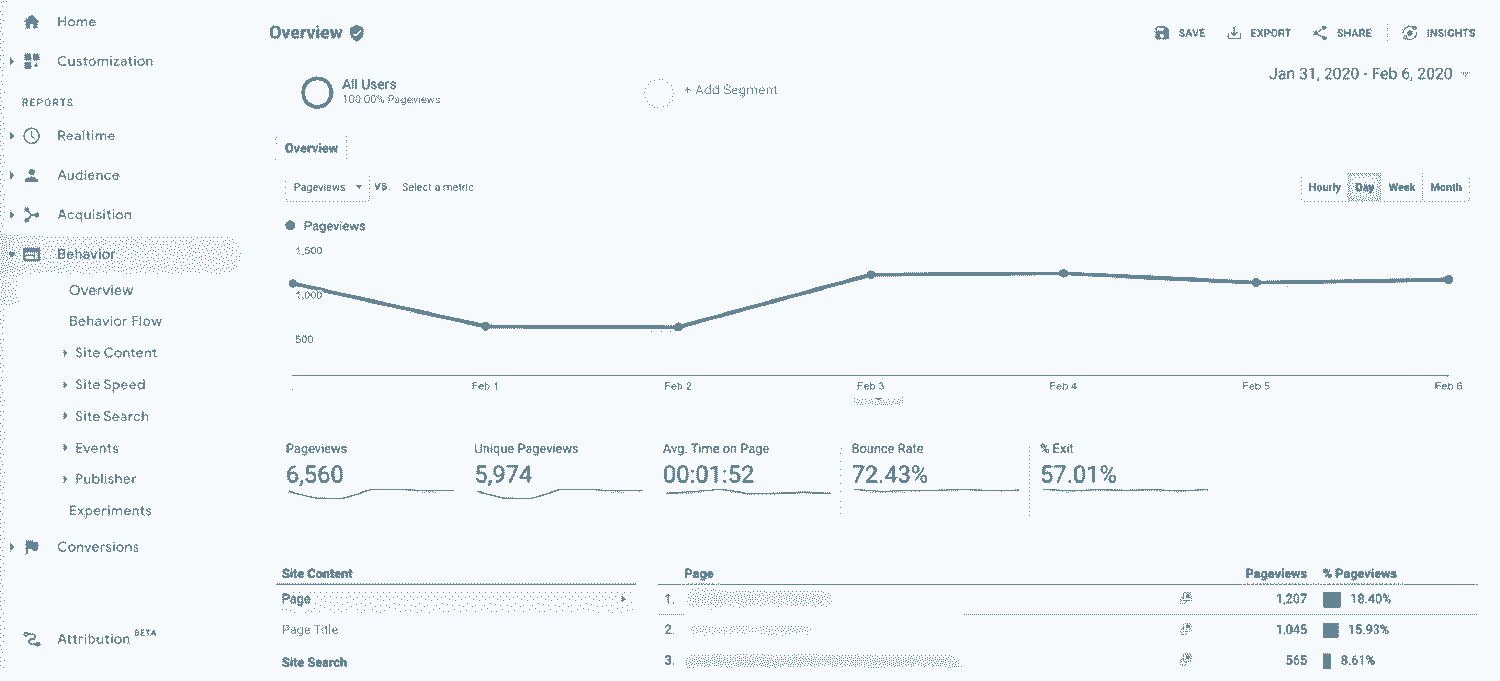 Home
Customization
REPORTS
Realtime
Audience
Acquisition
Behavior
Overview
Behavior Flow
Site Content
Site Speed
Site Search
Events
Publisher
Experiments
Conversions
Attribution BETA
Overview
SAVE EXPORT SHARE INSIGHTS
Jan 31, 2020 - Feb 6, 2020
All Users
100.00% Pageviews
+ Add Segment
Overview
Pageviews VS. Select a metric
Hourly Day Week Month
Pageviews
1,500
1,000
500
Feb 1 Feb 2 Feb 3 Feb 4 Feb 5 Feb 6
Pageviews Unique Pageviews Avg. Time on Page Bounce Rate % Exit
6,560 5,974 00:01:52 72.43% 57.01%
Site Content
Page
Page Title
Site Search
Page Pageviews % Pageviews
1. 1,207 18.40%
2. 1,045 15.93%
3. 565 8.61%